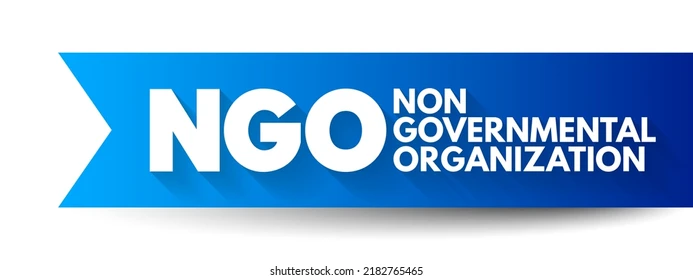 NGO
NON
GOVERNMENTAL
ORGANIZATION
shutterstock.com · 2182765465